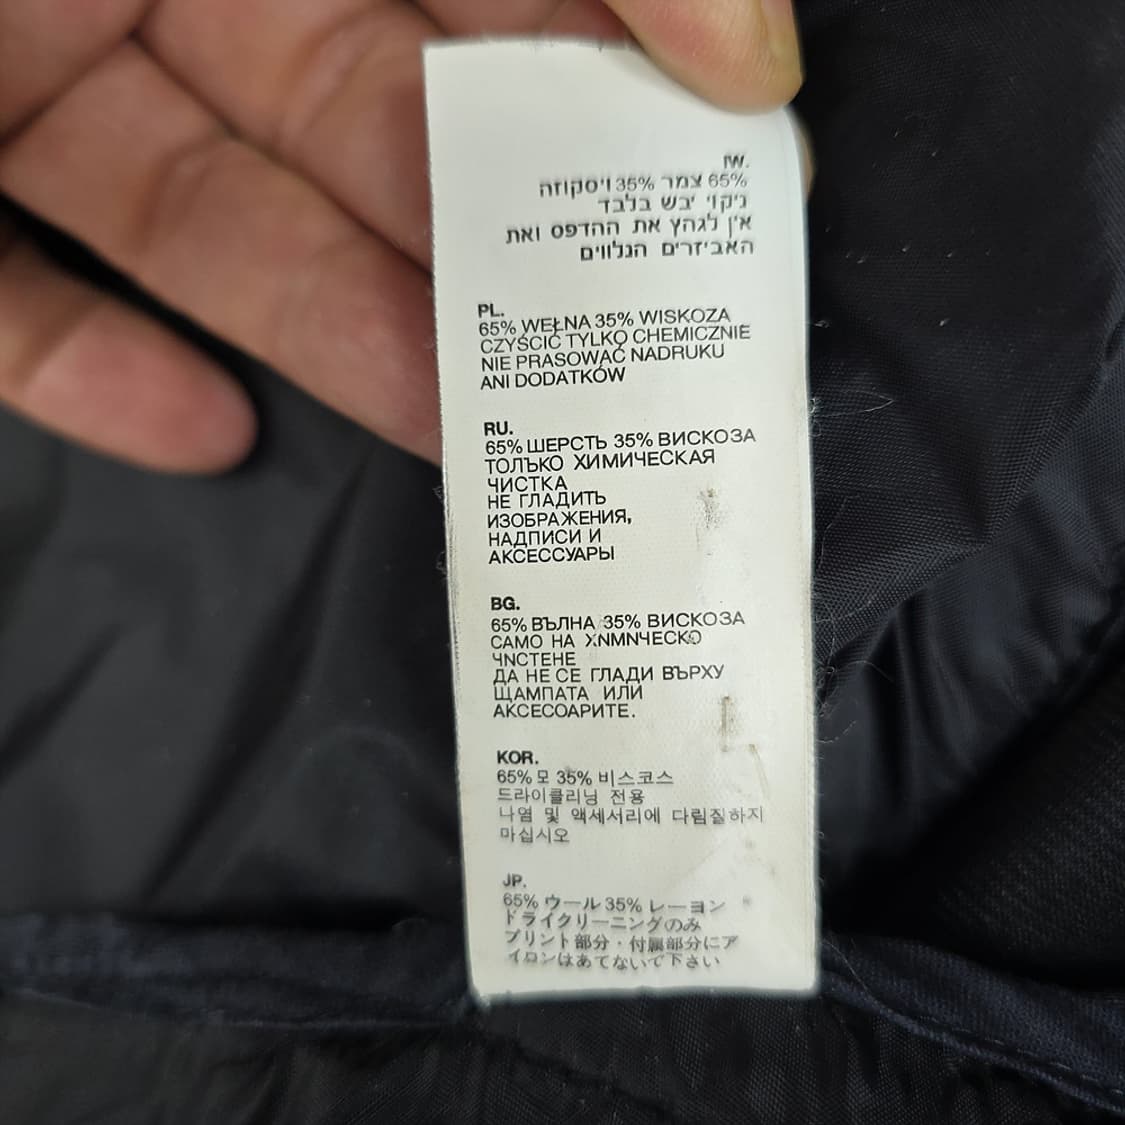 IW.
65% צמר 35% ויסקוזה
ניקוי יבש בלבד
אין לגהץ את ההדפס ואת
האביזרים הנלווים
PL.
65% WEŁNA 35% WISKOZA
CZYŚCIĆ TYLKO CHEMICZNIE
NIE PRASOWAĆ NADRUKU
ANI DODATKÓW
RU.
65% ШЕРСТЬ 35% ВИСКОЗА
ТОЛЪКО ХИМИЧЕСКАЯ
ЧИСТКА
НЕ ГЛАДИТЬ
ИЗОБРАЖЕНИЯ,
НАДПИСИ И
АКСЕССУАРЫ
BG.
65% ВЪЛНА 35% ВИСКОЗА
САМО НА ХNМNЧЕСКО
ЧNСТЕНЕ
ДА НЕ СЕ ГЛАДИ ВЪРХУ
ЩАМПАТА ИЛИ
АКСЕСОАРИТЕ.
KOR.
65% 모 35% 비스코스
드라이클리닝 전용
나염 및 액세서리에 다림질하지
마십시오
JP.
65% ウール 35% レーヨン
ドライクリーニングのみ
プリント部分・付属部分にア
イロンはあてないで下さい